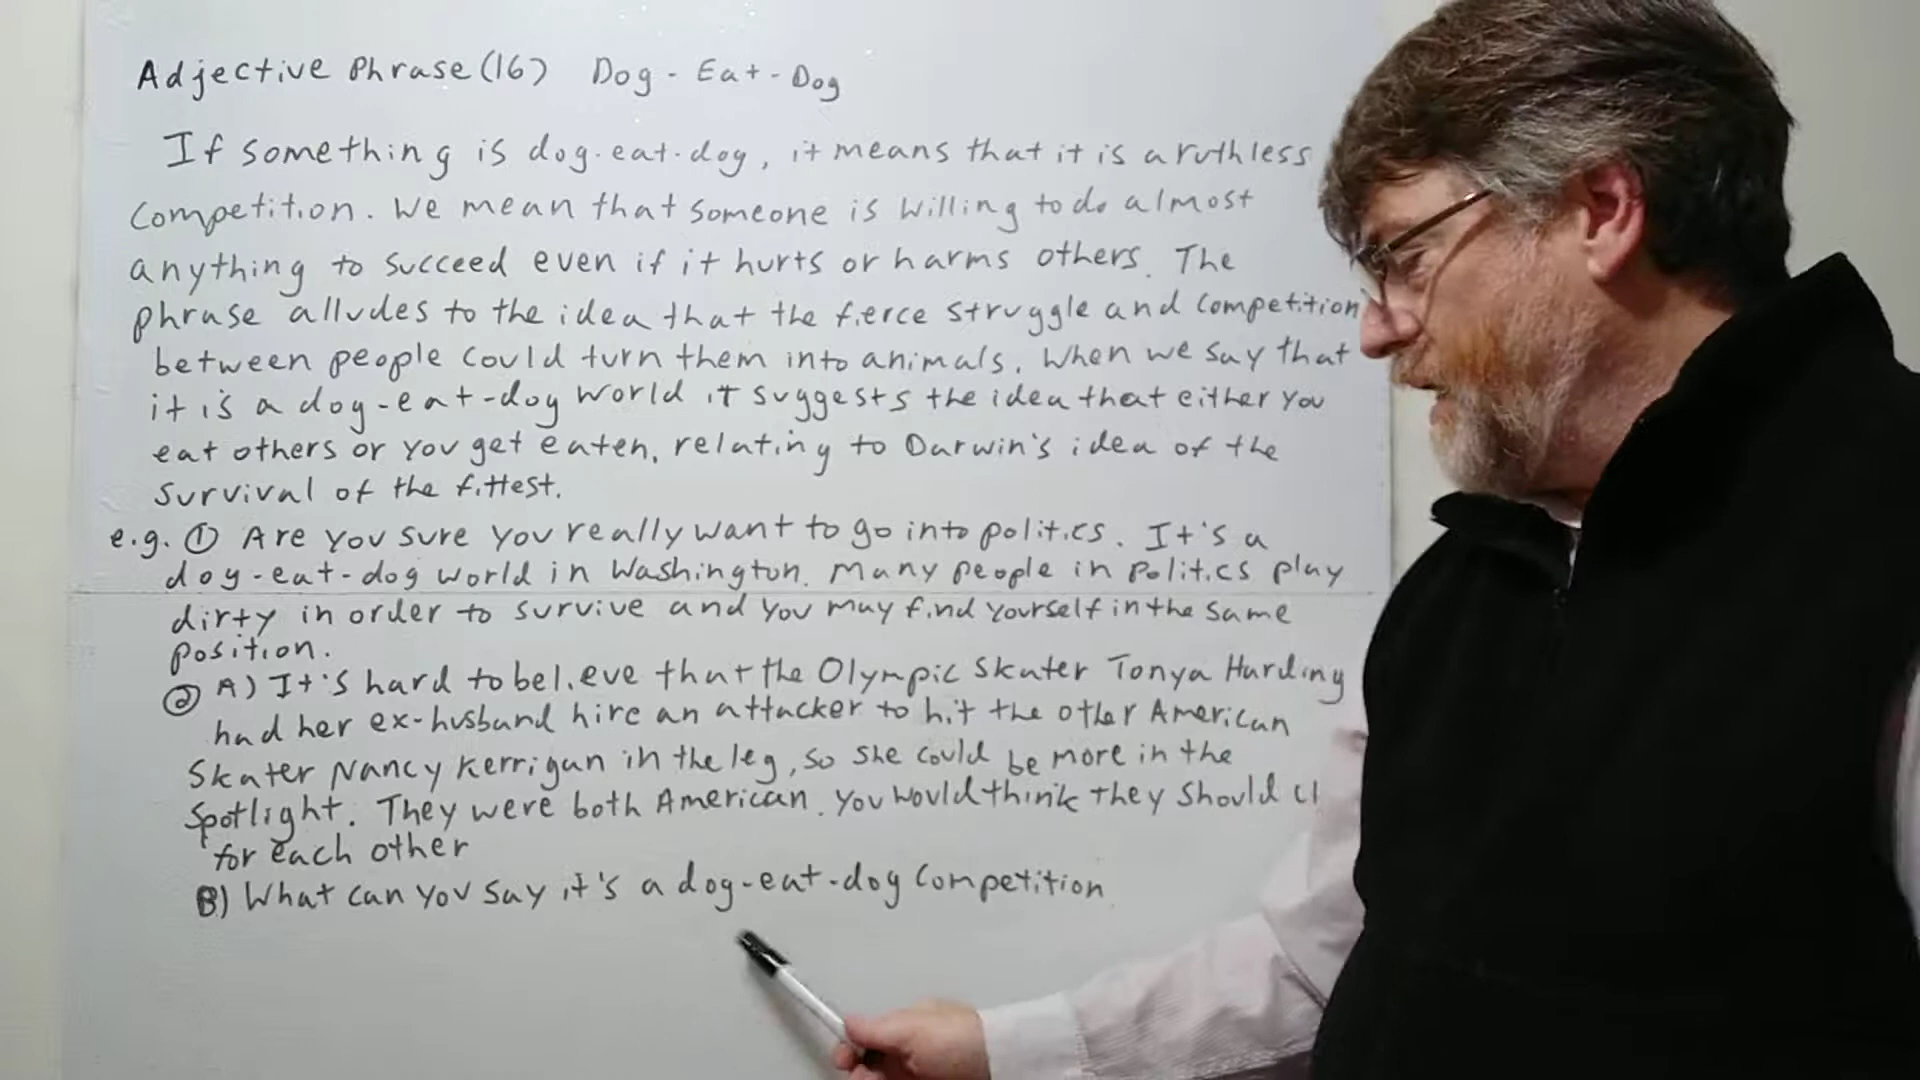 Adjective Phrase (16) Dog-Eat-Dog
If something is dog-eat-dog, it means that it is a ruthless
competition. We mean that someone is willing to do almost
anything to succeed even if it hurts or harms others. The
phrase alludes to the idea that the fierce struggle and competition
between people could turn them into animals. When we say that
it is a dog-eat-dog world it suggests the idea that either you
eat others or you get eaten, relating to Darwin's idea of the
survival of the fittest.
e.g. ① Are you sure you really want to go into politics. It's a
dog-eat-dog world in Washington. Many people in politics play
dirty in order to survive and you may find yourself in the same
position.
② A) It's hard to believe that the Olympic skater Tonya Harding
had her ex-husband hire an attacker to hit the other American
skater Nancy Kerrigan in the leg, so she could be more in the
spotlight. They were both American. You would think they should
for each other
B) What can you say it's a dog-eat-dog competition